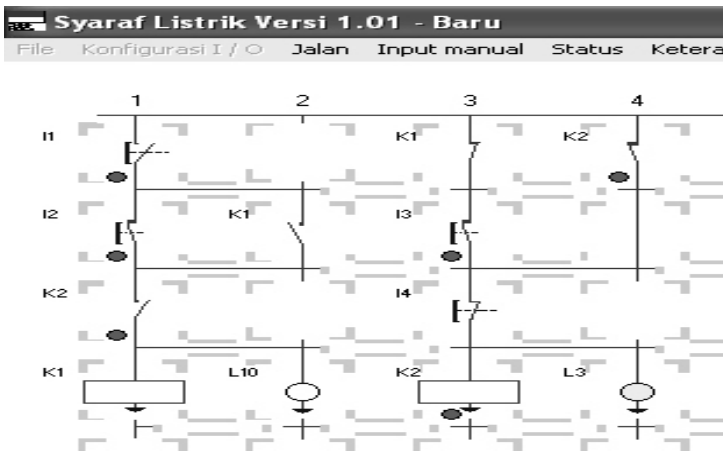 Syaraf Listrik Versi 1.01 - Baru
File Konfigurasi I / O Jalan Input manual Status Ketera
1 2 3 4
I1 K1 K2
I2 K1 I3
K2 I4
K1 L10 K2 L3